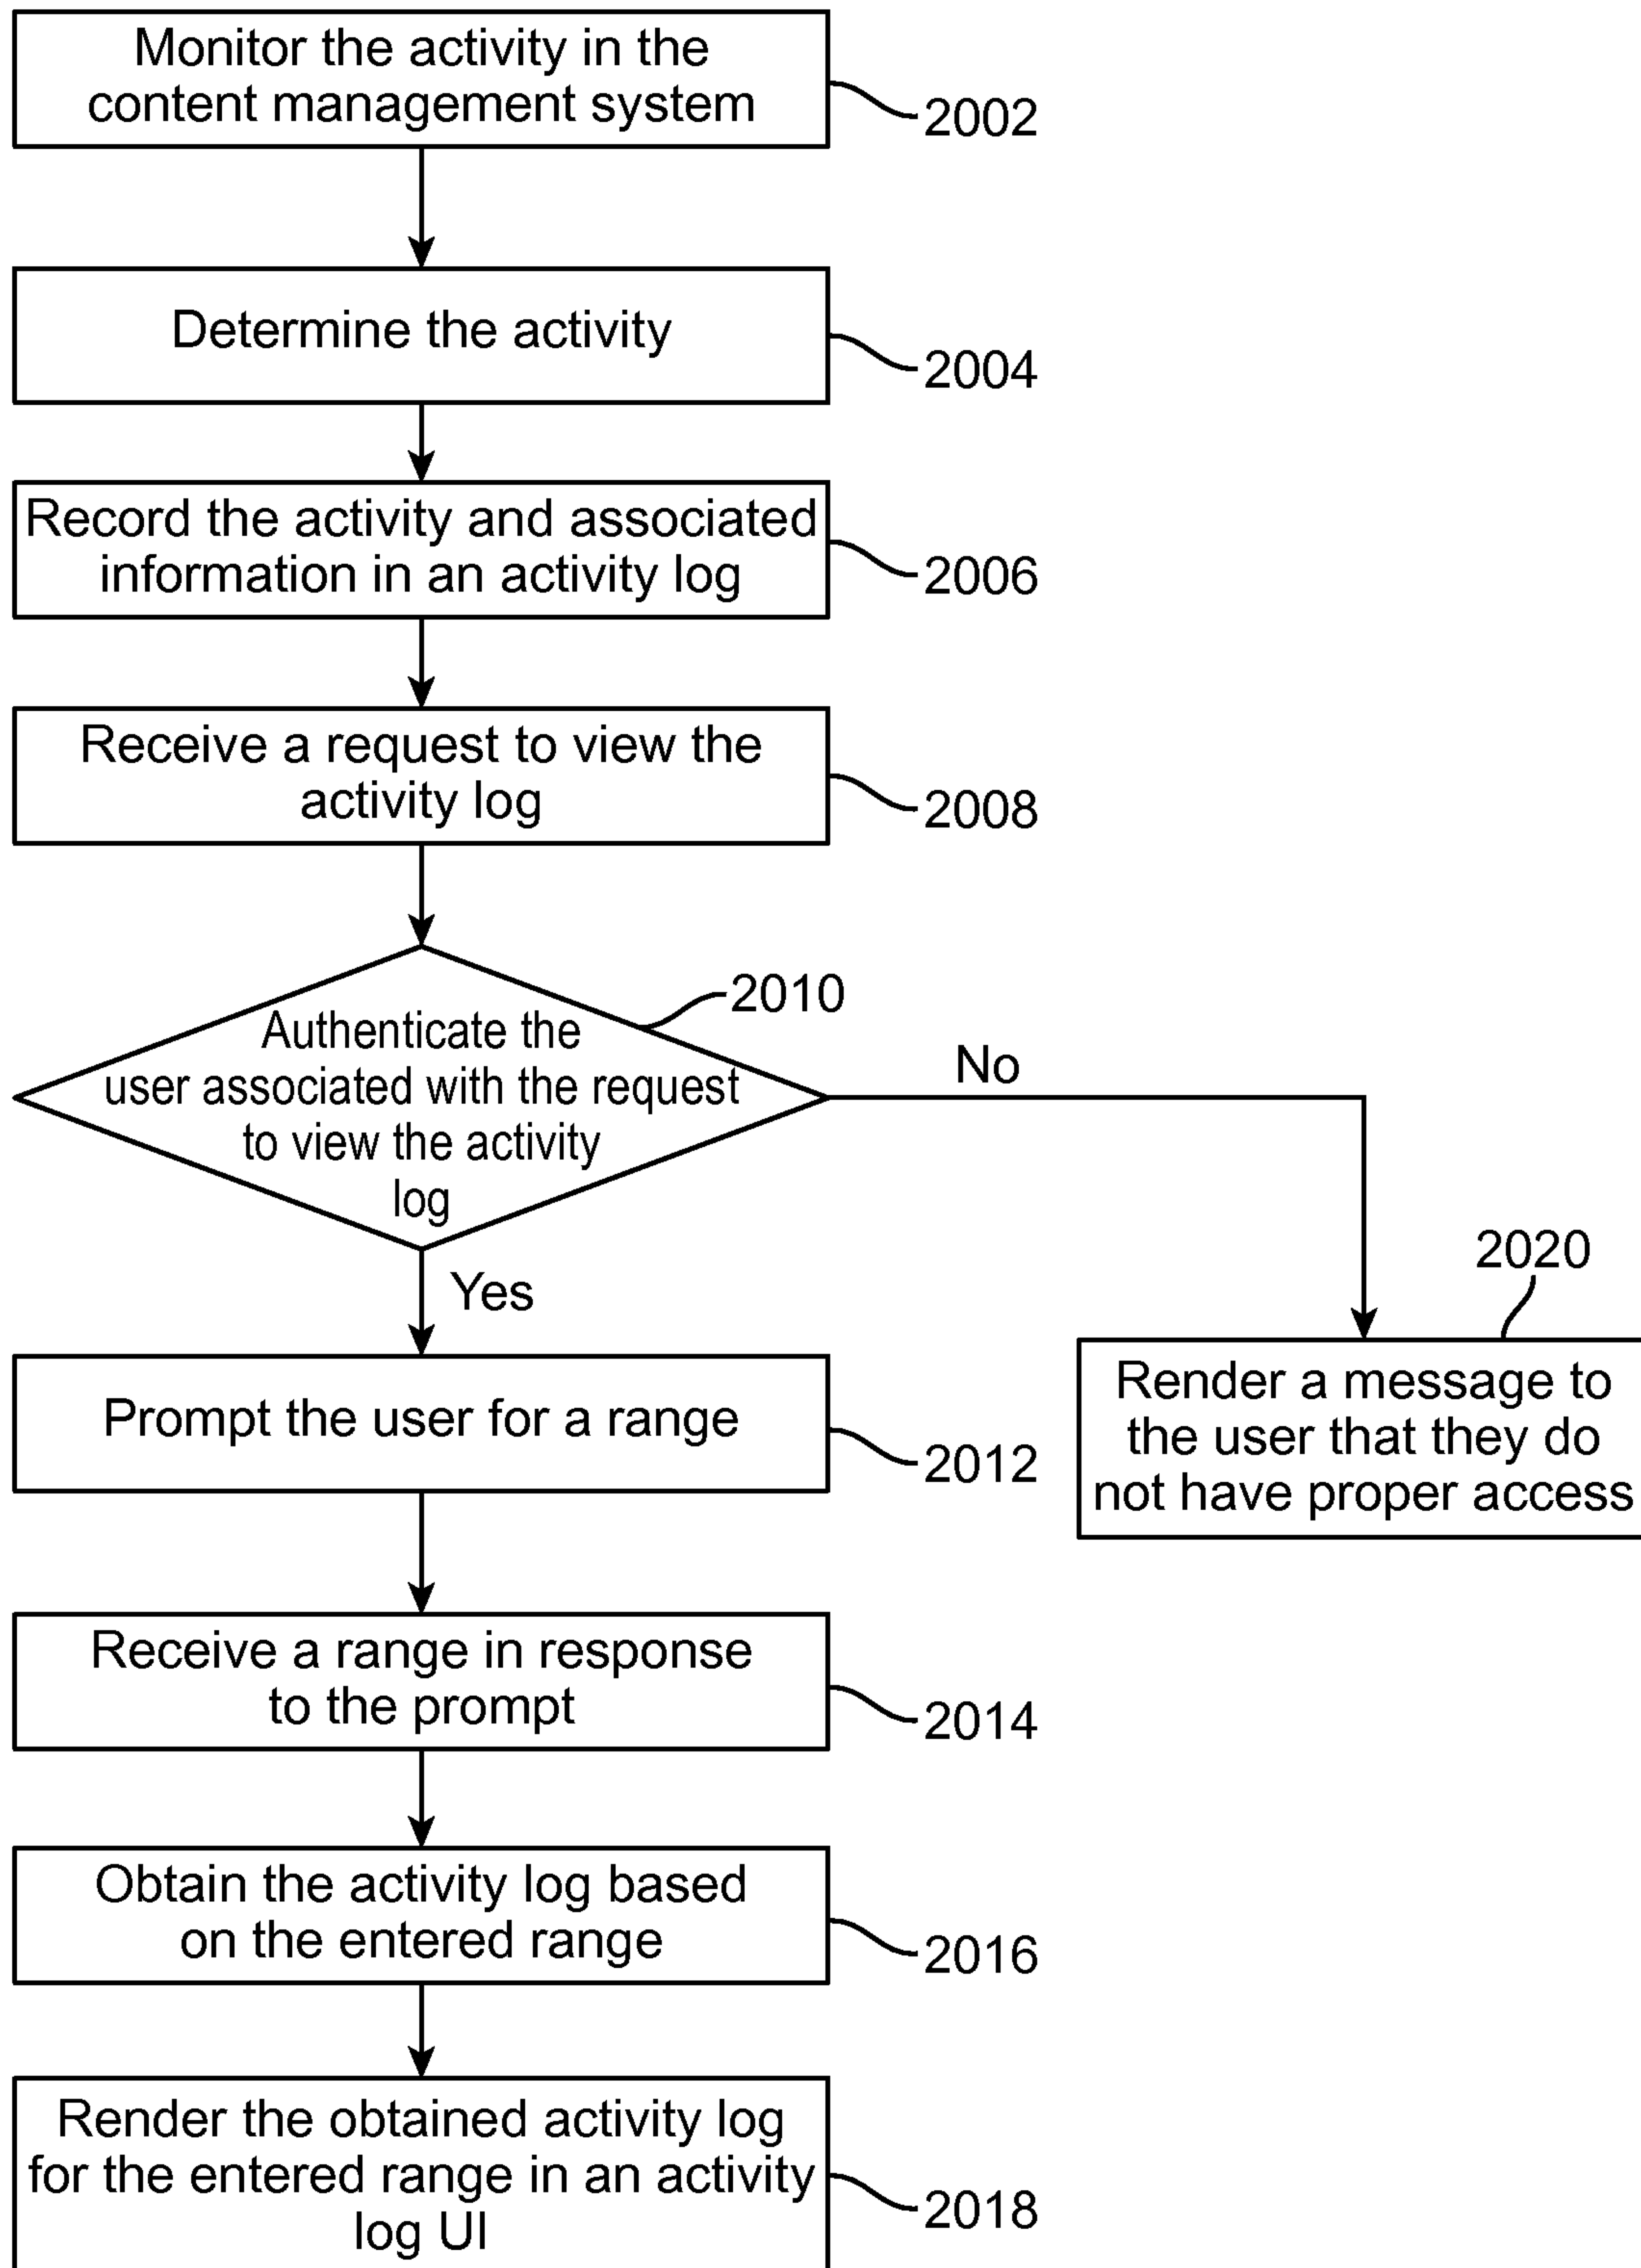 Monitor the activity in the
content management system
2002
Determine the activity
2004
Record the activity and associated
information in an activity log
2006
Receive a request to view the
activity log
2008
2010
Authenticate the
user associated with the request
to view the activity
log
No
Yes
2020
Render a message to
the user that they do
not have proper access
Prompt the user for a range
2012
Receive a range in response
to the prompt
2014
Obtain the activity log based
on the entered range
2016
Render the obtained activity log
for the entered range in an activity
log UI
2018